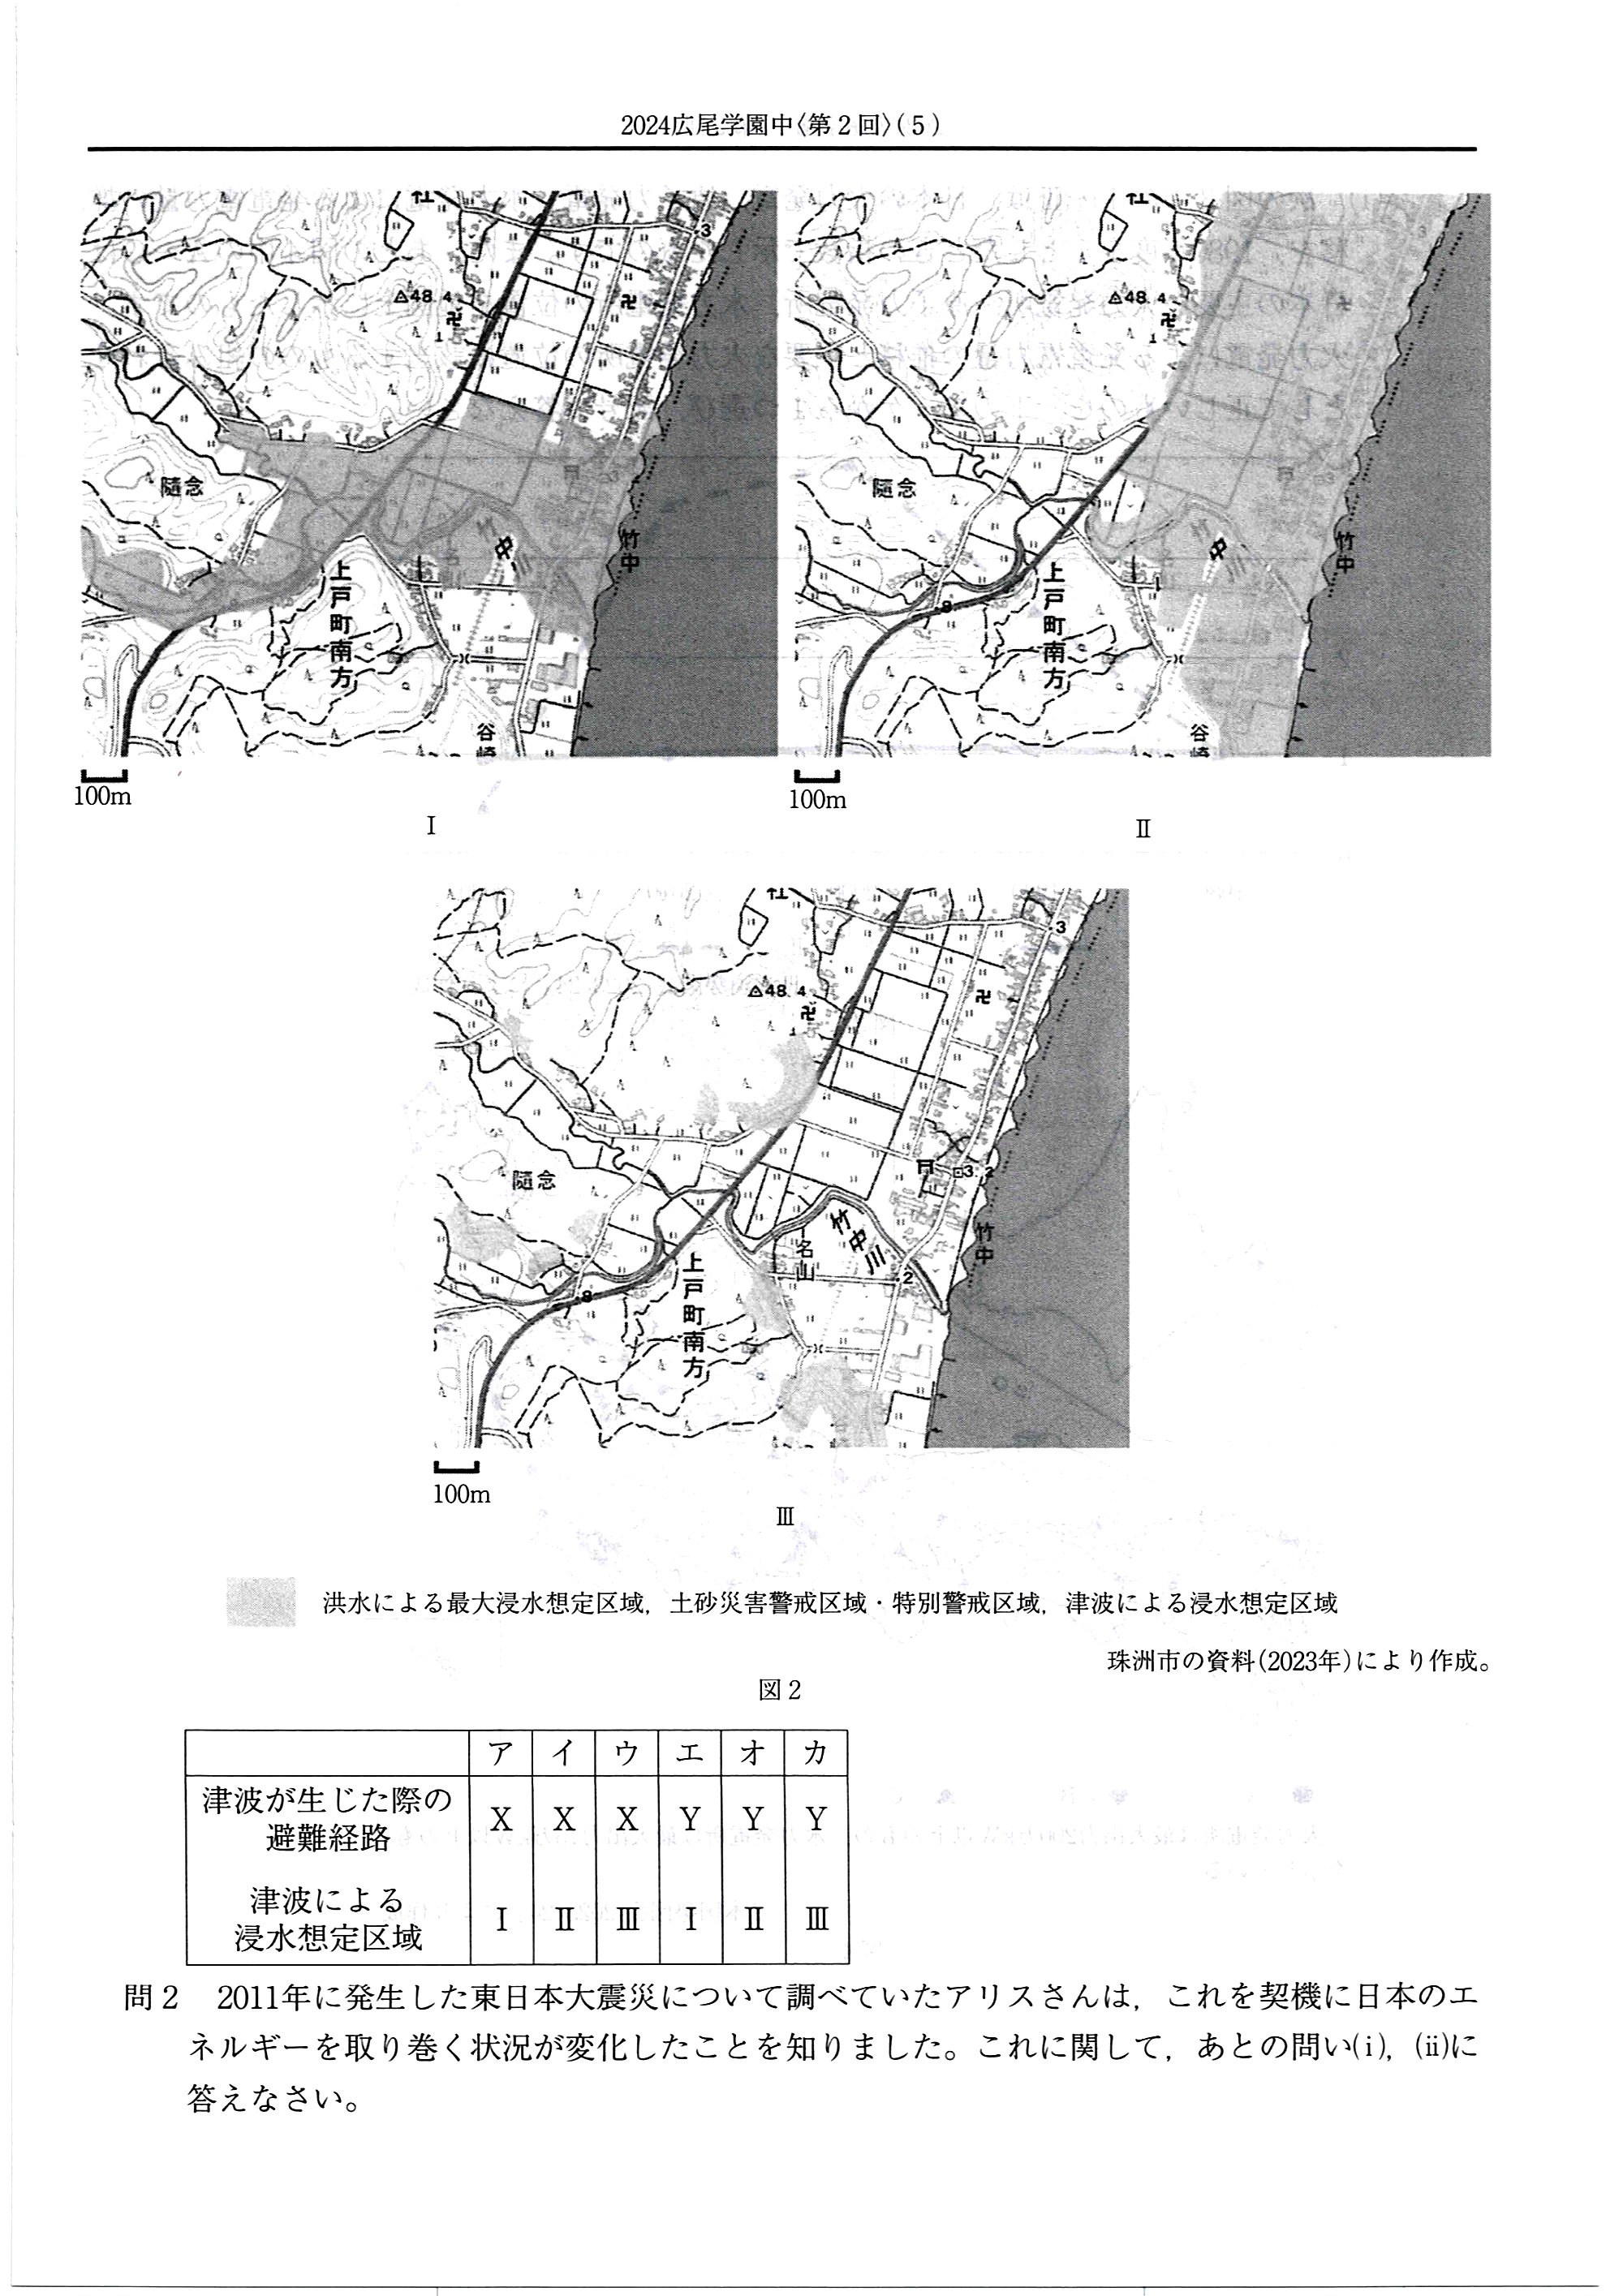 2024広尾学園中〈第2回〉(5)
社
3
△48.4
卍
卍
随念
竹中
上戸町南方
谷崎
100m
Ⅰ
社
△48.4
卍
随念
竹中
8
上戸町南方
谷崎
100m
Ⅱ
社
3
△48.4
卍
卍
随念
3.2
竹中川
竹中
名山
2
8
上戸町南方
100m
Ⅲ
洪水による最大浸水想定区域，土砂災害警戒区域・特別警戒区域，津波による浸水想定区域
珠洲市の資料(2023年)により作成。
図2
ア イ ウ エ オ カ
津波が生じた際の
避難経路
X X X Y Y Y
津波による
浸水想定区域
Ⅰ Ⅱ Ⅲ Ⅰ Ⅱ Ⅲ
問2　2011年に発生した東日本大震災について調べていたアリスさんは，これを契機に日本のエ
ネルギーを取り巻く状況が変化したことを知りました。これに関して，あとの問い(ⅰ)，(ⅱ)に
答えなさい。